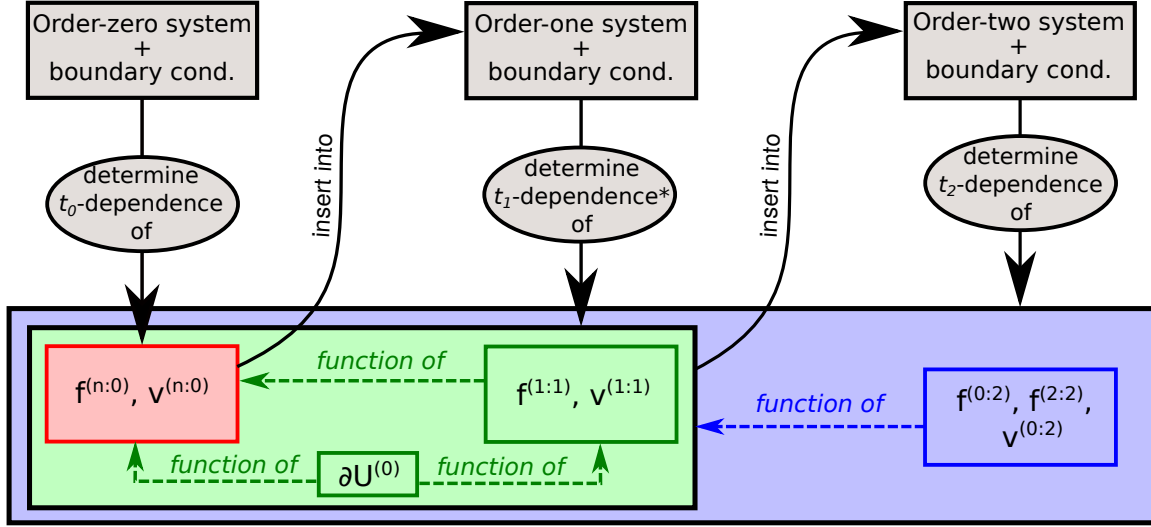 Order-zero system
+
boundary cond.
Order-one system
+
boundary cond.
Order-two system
+
boundary cond.
determine
t₀-dependence
of
insert into
determine
t₁-dependence*
of
insert into
determine
t₂-dependence
of
f⁽ⁿ:⁰⁾, v⁽ⁿ:⁰⁾
function of
f⁽¹:¹⁾, v⁽¹:¹⁾
function of
f⁽⁰:²⁾, f⁽²:²⁾,
v⁽⁰:²⁾
function of
∂U⁽⁰⁾
function of